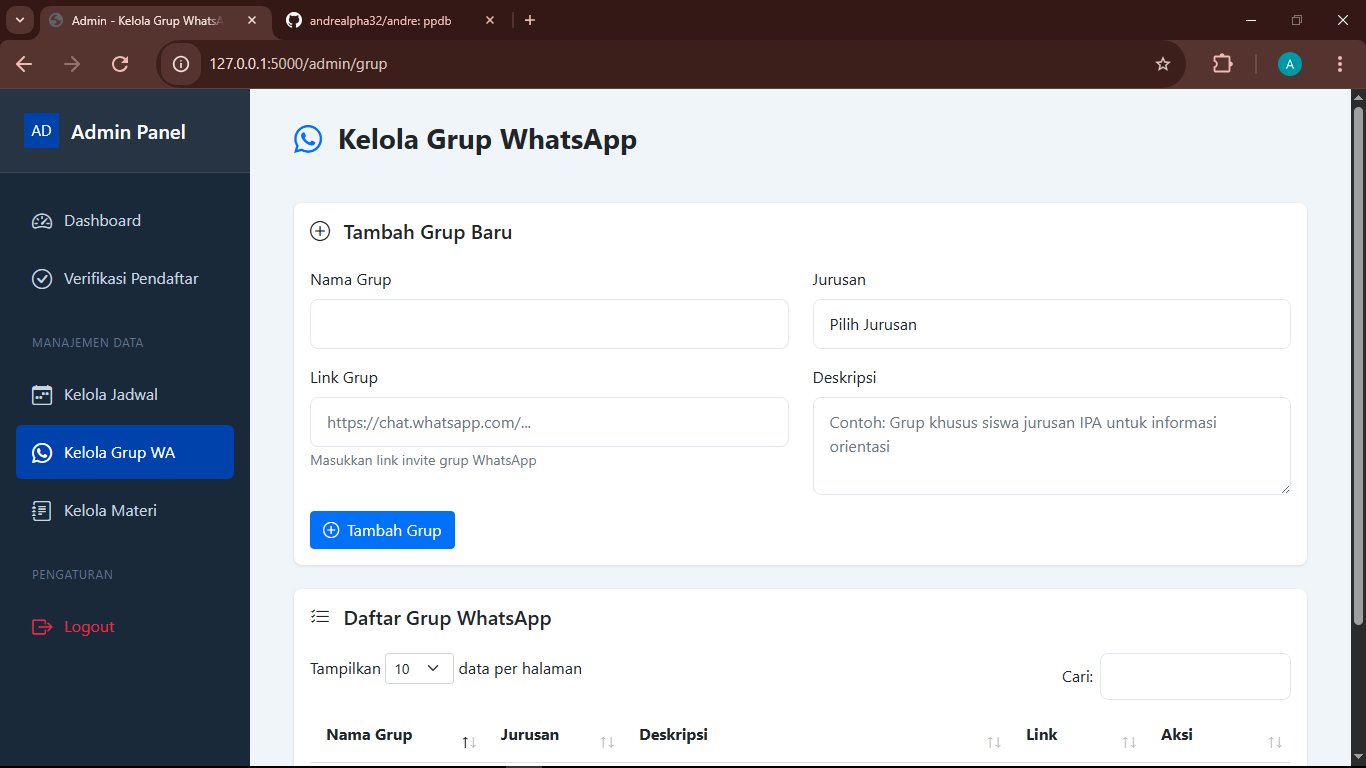 Admin - Kelola Grup WhatsA
andrealpha32/andre: ppdb
127.0.0.1:5000/admin/grup
A
AD
Admin Panel
Dashboard
Verifikasi Pendaftar
MANAJEMEN DATA
Kelola Jadwal
Kelola Grup WA
Kelola Materi
PENGATURAN
Logout
Kelola Grup WhatsApp
Tambah Grup Baru
Nama Grup
Jurusan
Pilih Jurusan
Link Grup
Deskripsi
https://chat.whatsapp.com/...
Contoh: Grup khusus siswa jurusan IPA untuk informasi
orientasi
Masukkan link invite grup WhatsApp
Tambah Grup
Daftar Grup WhatsApp
Tampilkan 10 data per halaman
Cari:
Nama Grup Jurusan Deskripsi Link Aksi